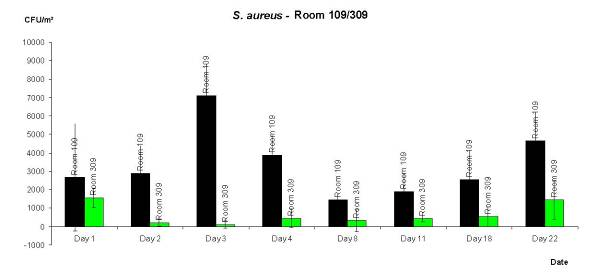 S. aureus - Room 109/309
CFU/m²
10000
9000
8000
7000
6000
5000
4000
3000
2000
1000
0
-1000
Room 109
Room 309
Room 109
Room 309
Room 109
Room 309
Room 109
Room 309
Room 109
Room 309
Room 109
Room 309
Room 109
Room 309
Room 109
Room 309
Day 1
Day 2
Day 3
Day 4
Day 8
Day 11
Day 18
Day 22
Date